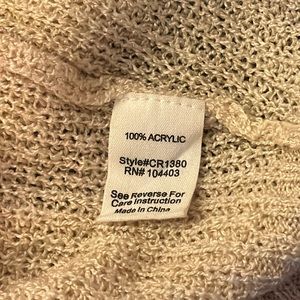 100% ACRYLIC
Style#CR1380
RN# 104403
See Reverse For
Care Instruction
Made in China